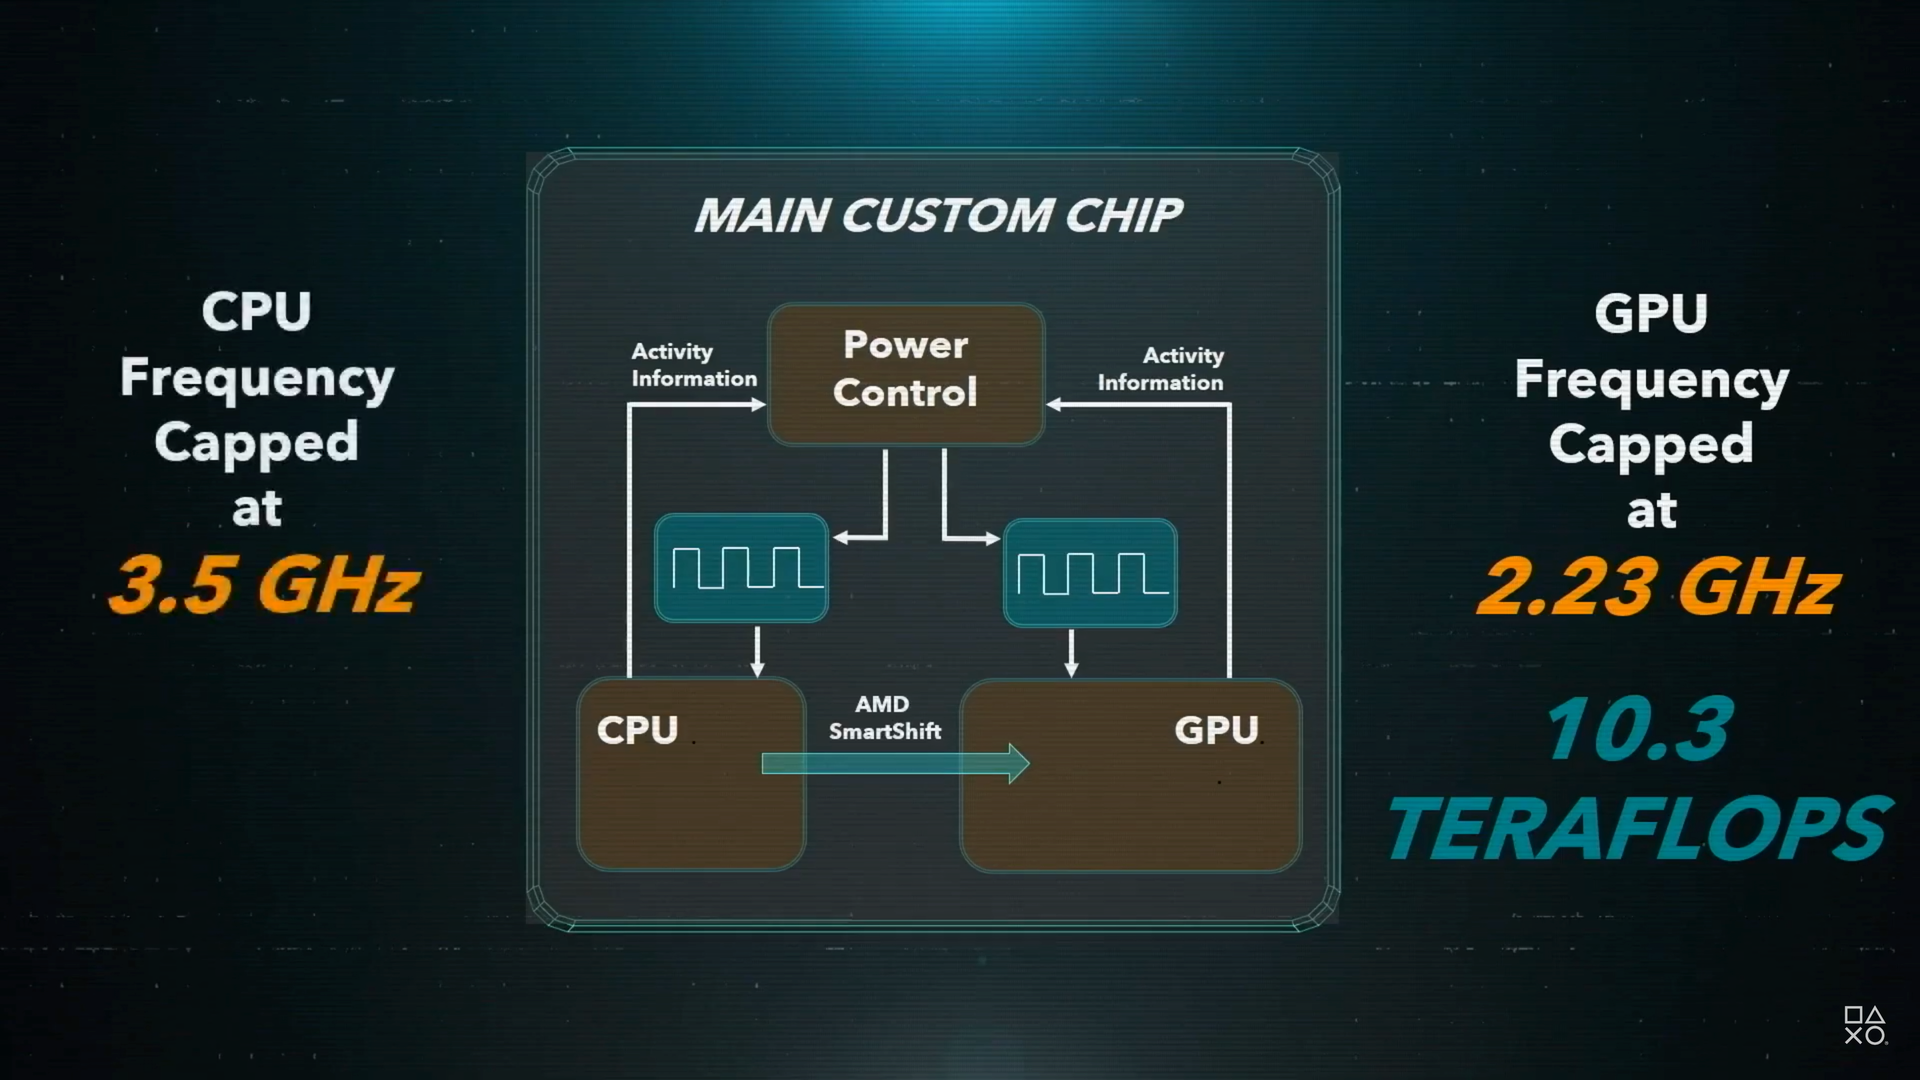 MAIN CUSTOM CHIP
CPU
Frequency
Capped
at
3.5 GHz
Activity
Information
Power
Control
Activity
Information
CPU
AMD
SmartShift
GPU
GPU
Frequency
Capped
at
2.23 GHz
10.3
TERAFLOPS